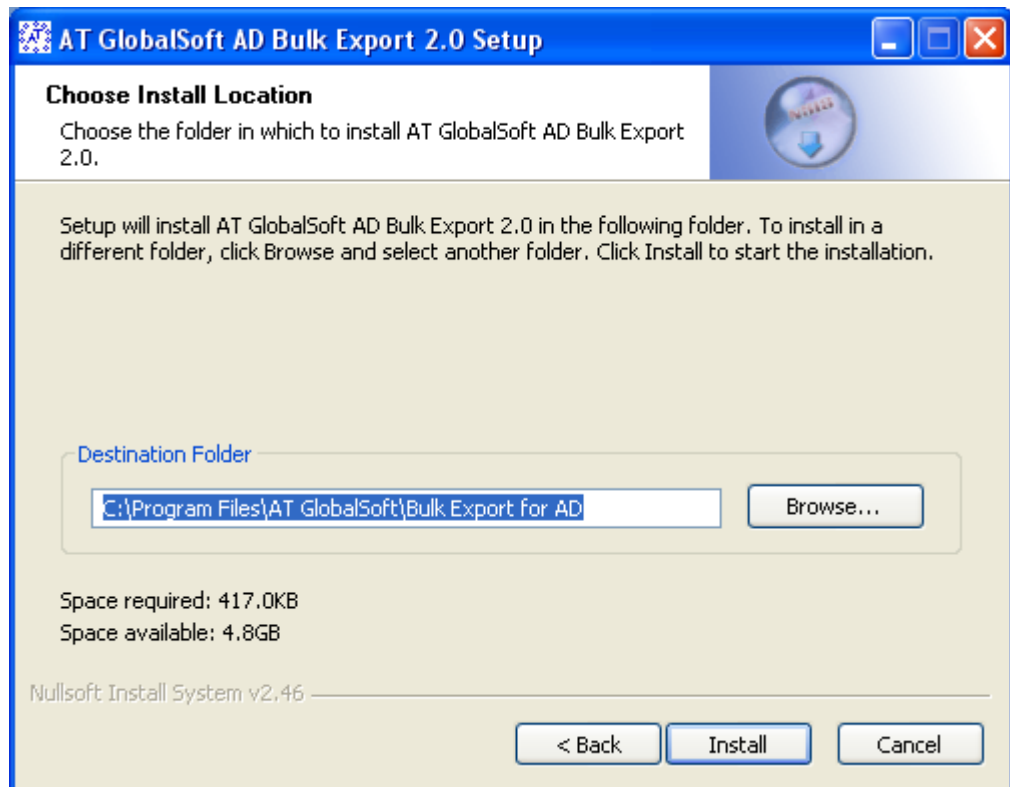 AT GlobalSoft AD Bulk Export 2.0 Setup
Choose Install Location
Choose the folder in which to install AT GlobalSoft AD Bulk Export
2.0.
NSIS
Setup will install AT GlobalSoft AD Bulk Export 2.0 in the following folder. To install in a
different folder, click Browse and select another folder. Click Install to start the installation.
Destination Folder
C:\Program Files\AT GlobalSoft\Bulk Export for AD
Browse...
Space required: 417.0KB
Space available: 4.8GB
Nullsoft Install System v2.46
< Back
Install
Cancel